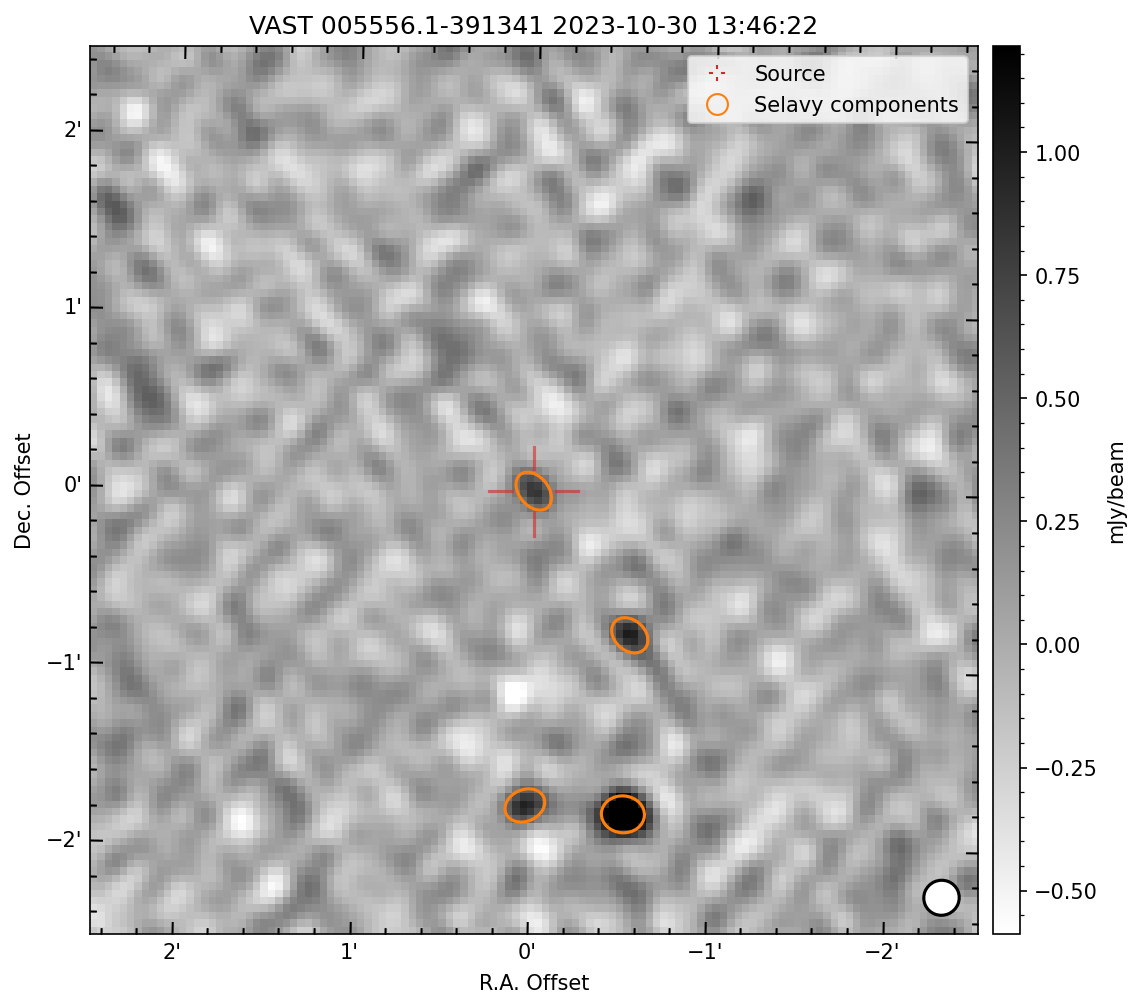 VAST 005556.1-391341 2023-10-30 13:46:22
Source
Selavy components
2'
1'
0'
−1'
−2'
Dec. Offset
2'
1'
0'
−1'
−2'
R.A. Offset
1.00
0.75
0.50
0.25
0.00
−0.25
−0.50
mJy/beam